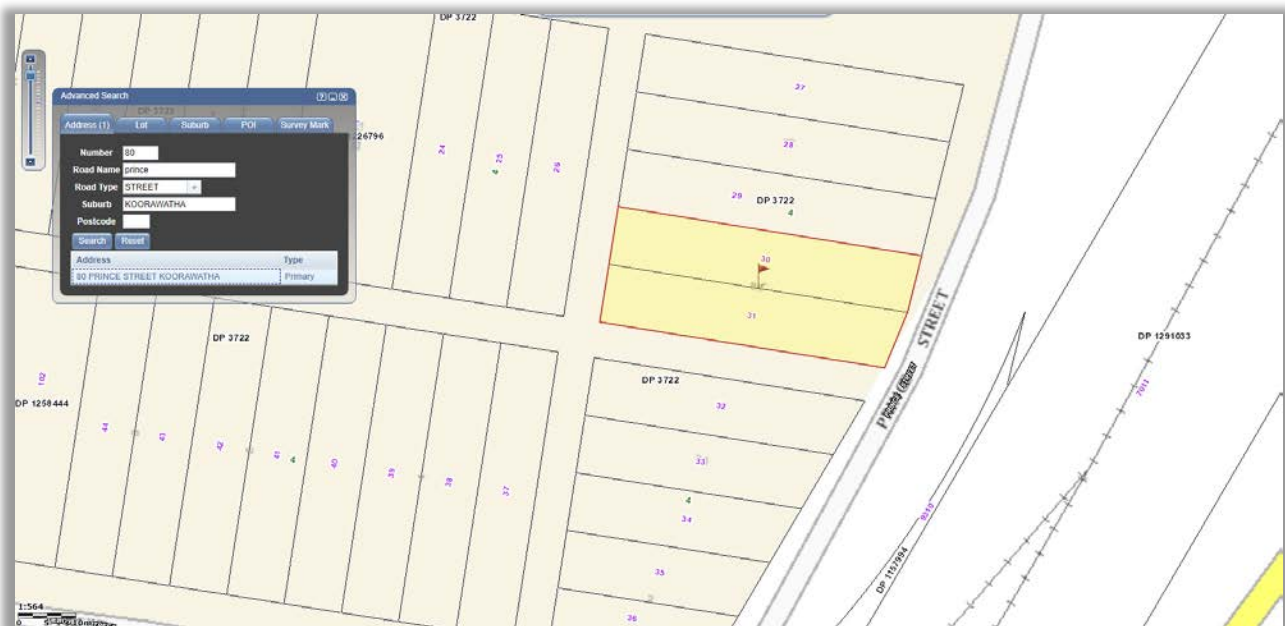 DP 3722
Advanced Search
Address (1)
Lot
Suburb
POI
Survey Mark
Number
80
Road Name
prince
Road Type
STREET
Suburb
KOORAWATHA
Postcode
Search
Reset
Address
Type
80 PRINCE STREET KOORAWATHA
Primary
24
25
4
26
27
28
29
DP 3722
4
30
31
STREET
DP 1291033
7011
DP 3722
DP 3722
102
DP 1258444
44
43
42
41
4
40
39
38
37
32
33
4
34
35
36
DP 1157994
1:564